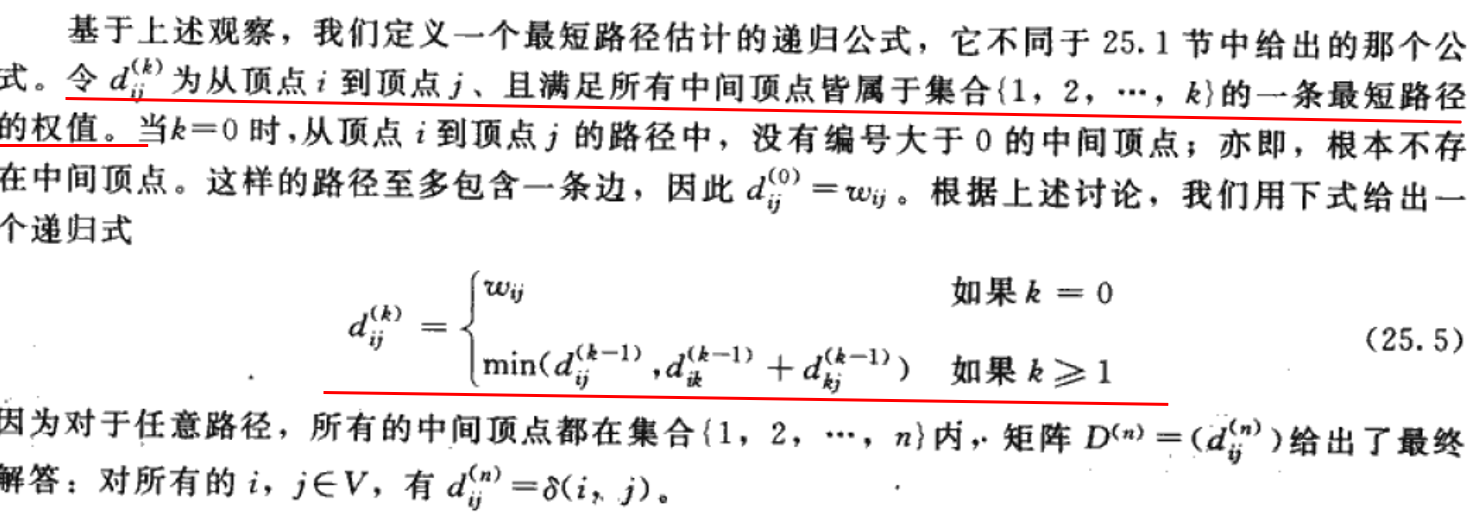 基于上述观察，我们定义一个最短路径估计的递归公式，它不同于 25.1 节中给出的那个公
式。令 d_{ij}^{(k)} 为从顶点 i 到顶点 j、且满足所有中间顶点皆属于集合{1, 2, …, k}的一条最短路径
的权值。当k=0 时,从顶点 i 到顶点 j 的路径中，没有编号大于 0 的中间顶点；亦即，根本不存
在中间顶点。这样的路径至多包含一条边，因此 d_{ij}^{(0)} = w_{ij}。根据上述讨论，我们用下式给出一
个递归式
d_{ij}^{(k)} = { w_{ij} 如果 k = 0
min(d_{ij}^{(k-1)}, d_{ik}^{(k-1)} + d_{kj}^{(k-1)}) 如果 k ≥ 1 (25.5)
因为对于任意路径，所有的中间顶点都在集合{1, 2, …, n}内, 矩阵 D^{(n)} = (d_{ij}^{(n)})给出了最终
解答：对所有的 i, j∈V，有 d_{ij}^{(n)} = δ(i, j)。